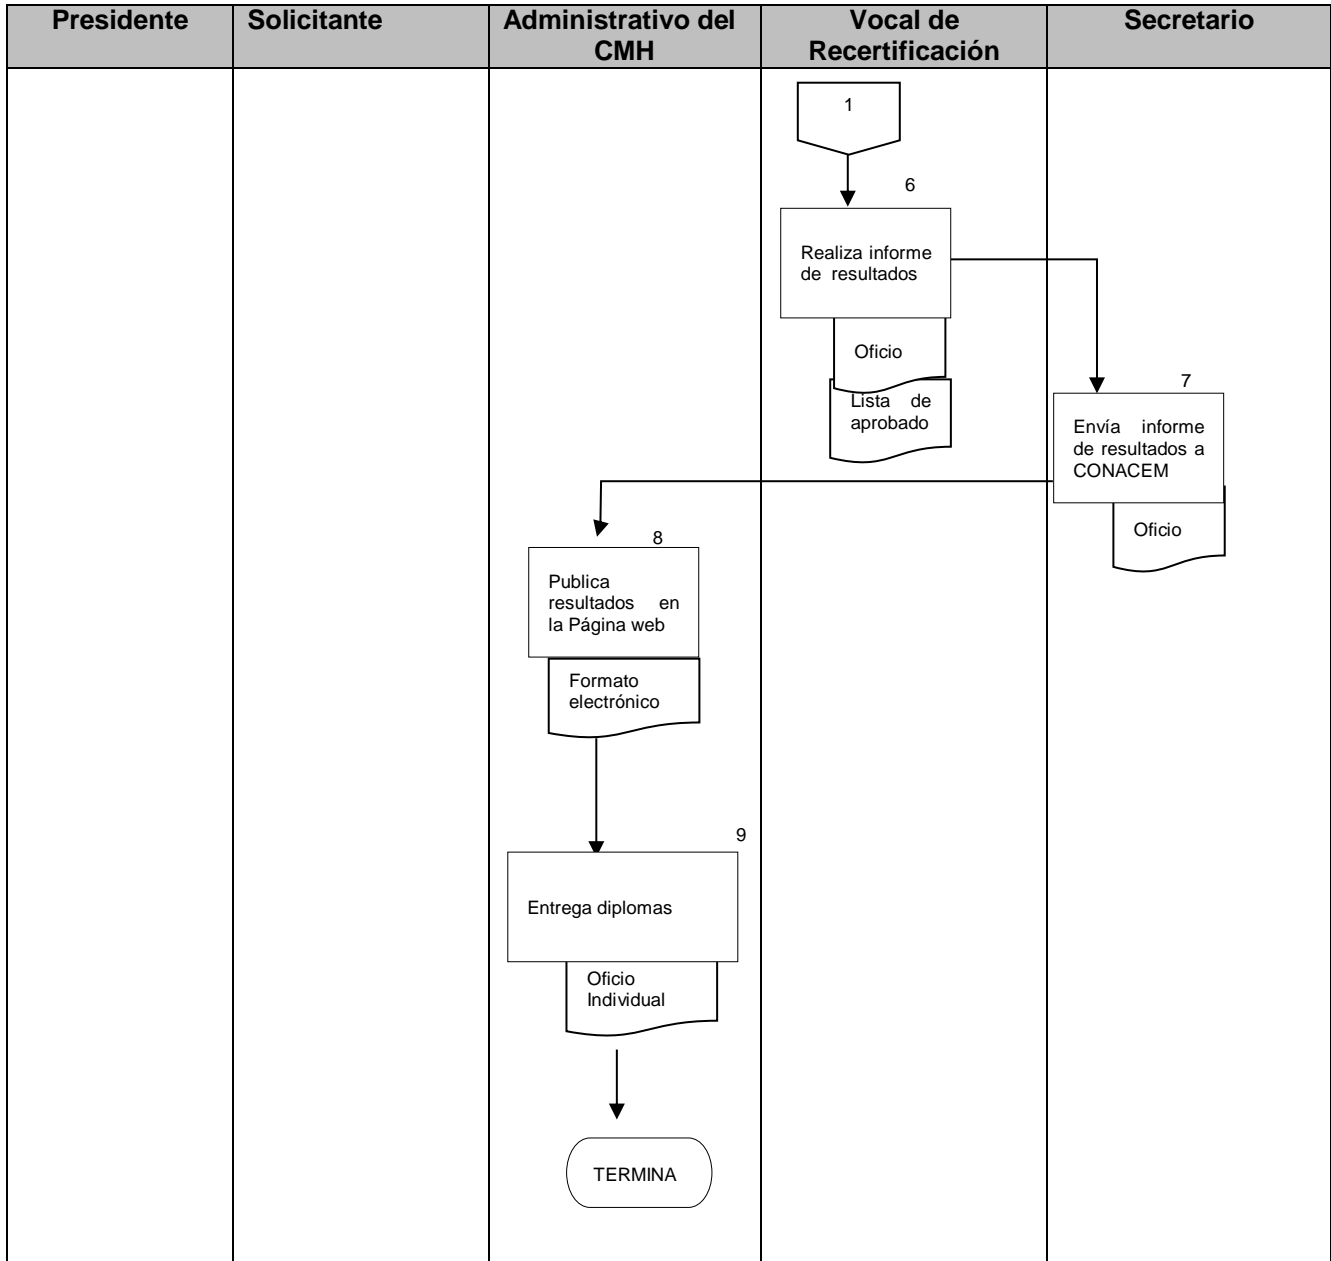 Presidente
Solicitante
Administrativo del
CMH
Vocal de
Recertificación
Secretario
1
6
Realiza informe
de resultados
Oficio
Lista de
aprobado
7
Envía informe
de resultados a
CONACEM
Oficio
8
Publica
resultados en
la Página web
Formato
electrónico
9
Entrega diplomas
Oficio
Individual
TERMINA